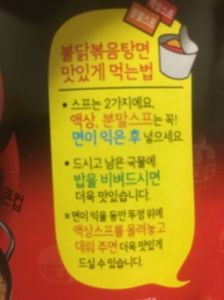 불닭볶음탕면
맛있게 먹는법
• 스프는 2가지에요.
액상, 분말스프는 꼭!
면이 익은 후 넣으세요.
• 드시고 남은 국물에
밥을 비벼드시면
더욱 맛있습니다.
※ 면이 익을 동안 뚜껑 위에
액상스프를 올려놓고
데워 주면 더욱 맛있게
드실 수 있습니다.
큰컵